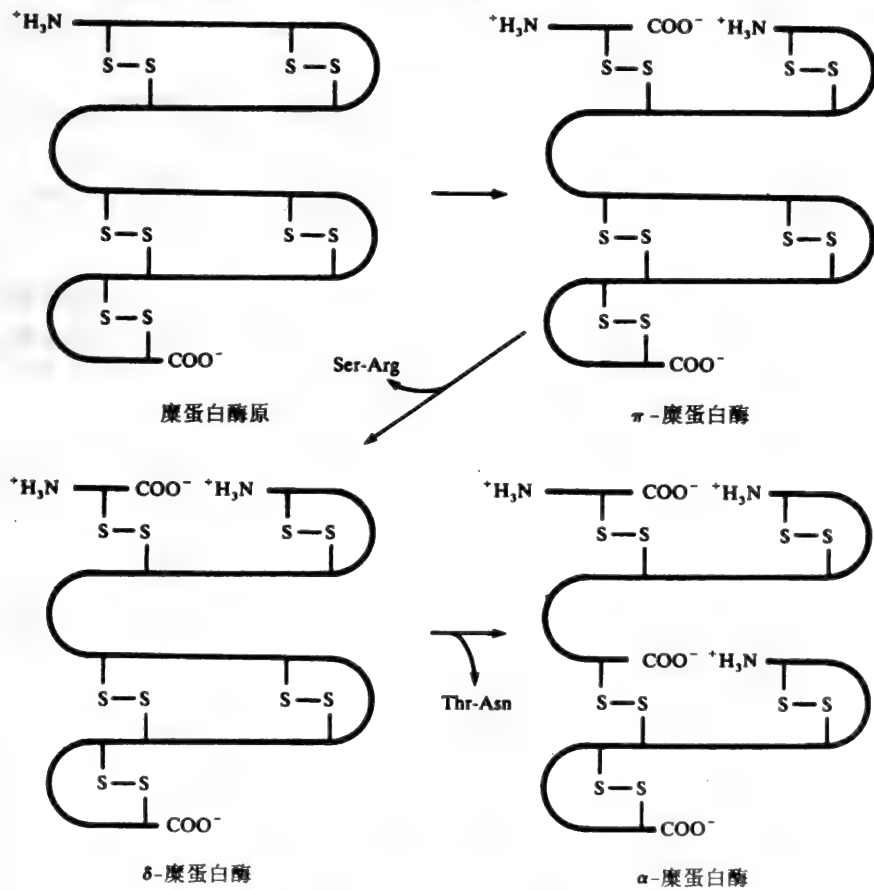 ⁺H₃N
S—S
S—S
S—S
S—S
S—S
COO⁻
糜蛋白酶原
⁺H₃N
COO⁻
⁺H₃N
S—S
S—S
S—S
S—S
S—S
COO⁻
π-糜蛋白酶
Ser-Arg
⁺H₃N
COO⁻
⁺H₃N
S—S
S—S
S—S
S—S
S—S
COO⁻
δ-糜蛋白酶
Thr-Asn
⁺H₃N
COO⁻
⁺H₃N
S—S
S—S
COO⁻
⁺H₃N
S—S
S—S
S—S
COO⁻
α-糜蛋白酶